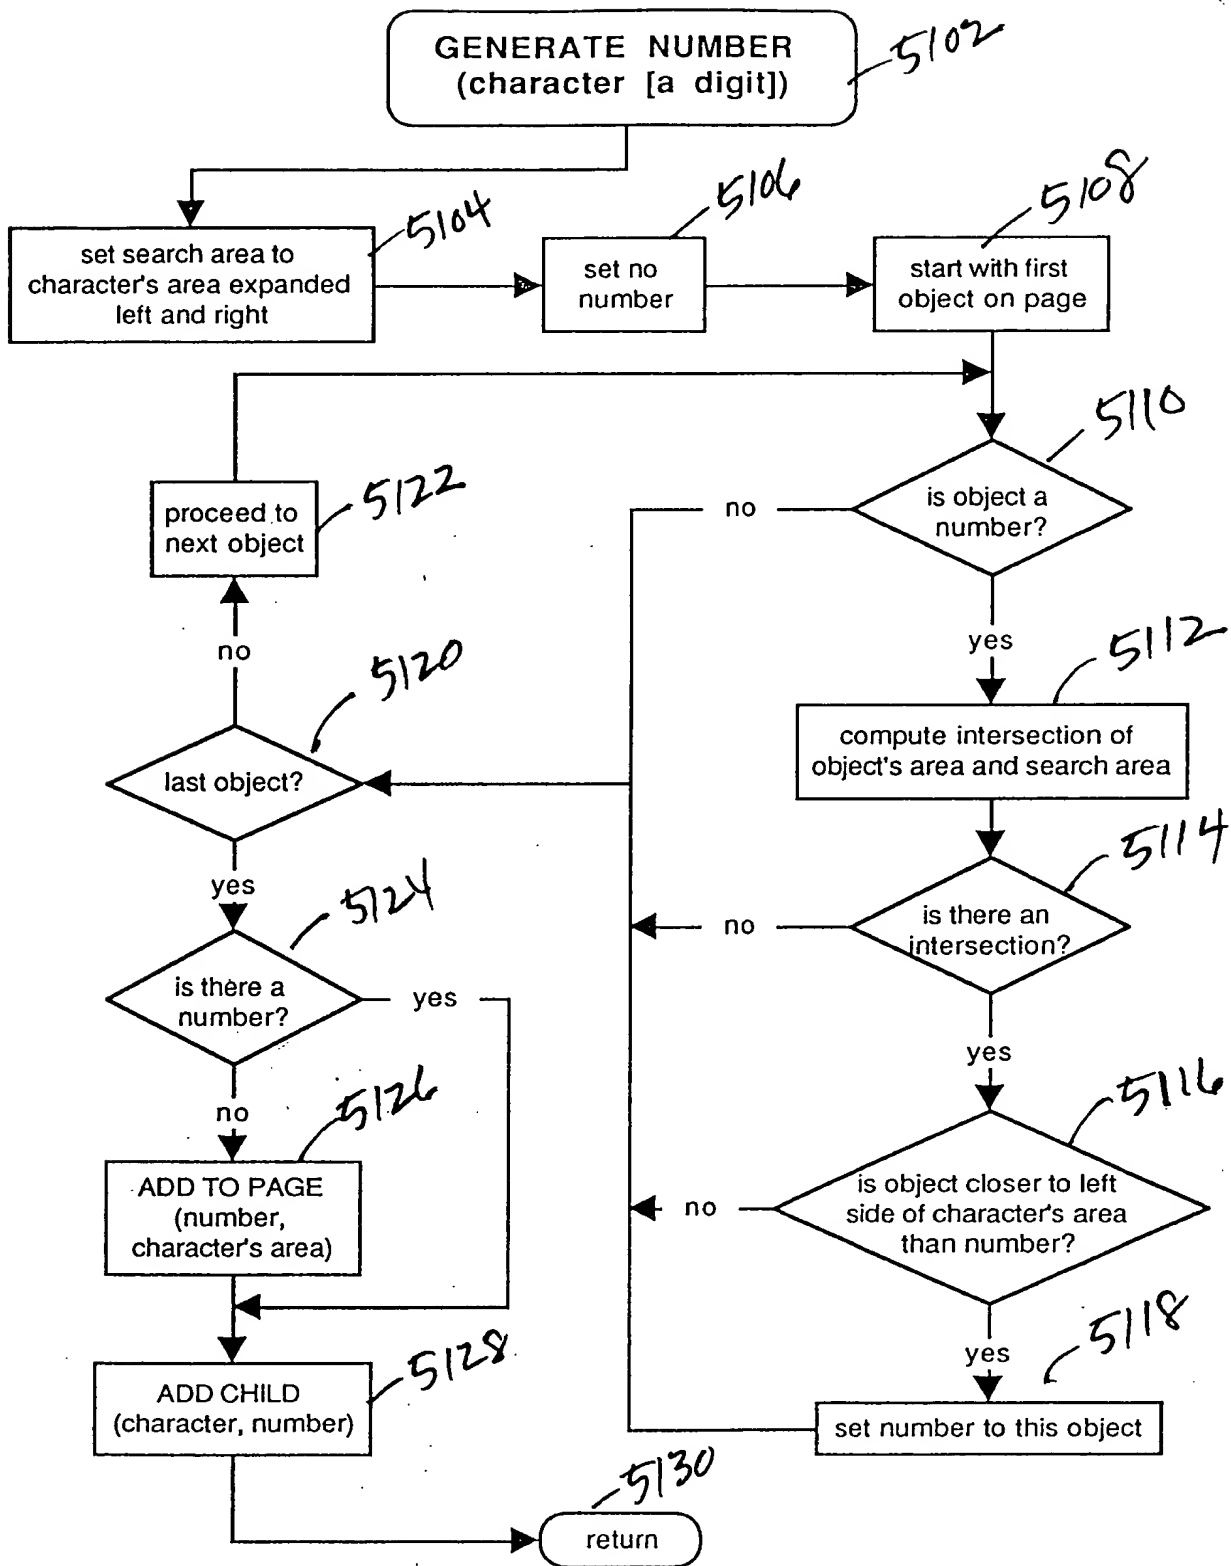 GENERATE NUMBER
(character [a digit])
5102
set search area to
character's area expanded
left and right
5104
set no
number
5106
start with first
object on page
5108
is object a
number?
5110
no
yes
proceed to
next object
5122
no
compute intersection of
object's area and search area
5112
last object?
5120
yes
is there an
intersection?
5114
no
yes
is there a
number?
5124
yes
no
is object closer to left
side of character's area
than number?
5116
no
yes
ADD TO PAGE
(number,
character's area)
5126
set number to this object
5118
ADD CHILD
(character, number)
5128
return
5130